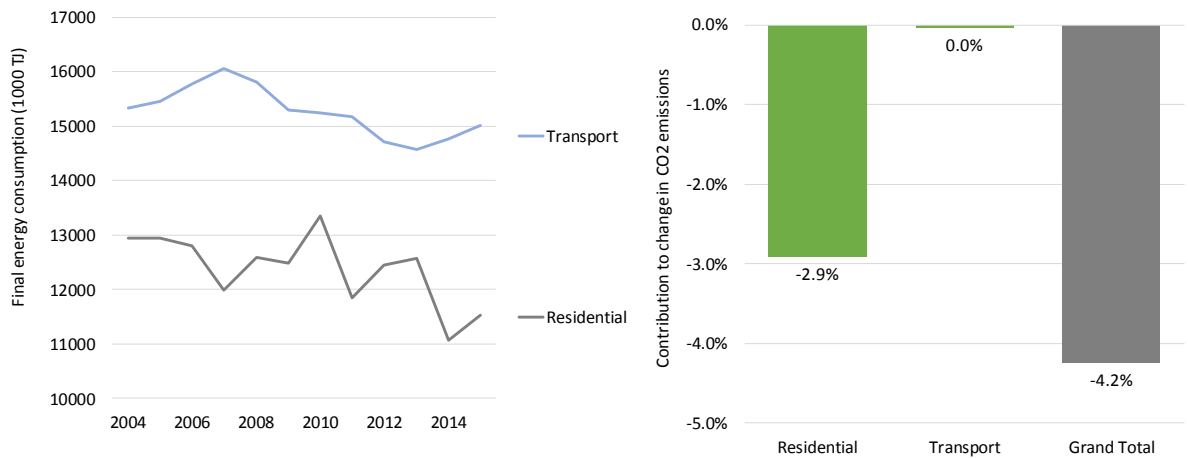 Final energy consumption (1000 TJ)
17000
16000
15000
14000
13000
12000
11000
10000
2004 2006 2008 2010 2012 2014
Transport
Residential
Contribution to change in CO2 emissions
0.0%
-1.0%
-2.0%
-3.0%
-4.0%
-5.0%
-2.9%
0.0%
-4.2%
Residential Transport Grand Total